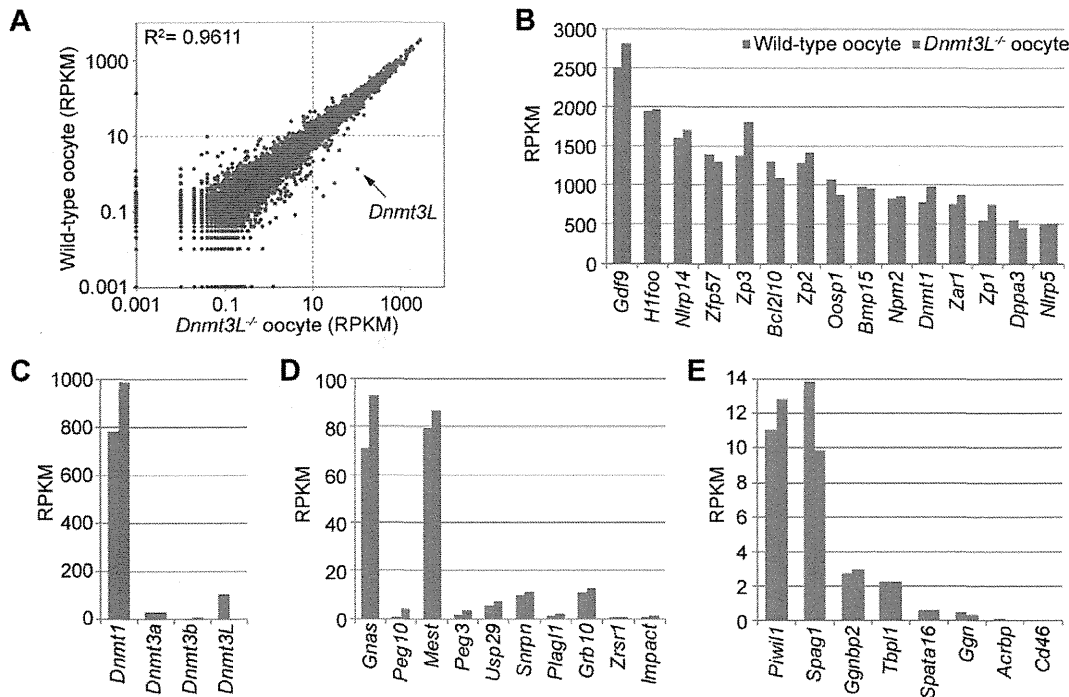 A
R²= 0.9611
Wild-type oocyte (RPKM)
1000
10
0.1
0.001
0.001
0.1
10
1000
Dnmt3L-/- oocyte (RPKM)
Dnmt3L
B
Wild-type oocyte Dnmt3L-/- oocyte
RPKM
3000
2500
2000
1500
1000
500
0
Gdf9
H1foo
Nlrp14
Zfp57
Zp3
Bcl2l10
Zp2
Oosp1
Bmp15
Npm2
Dnmt1
Zar1
Zp1
Dppa3
Nlrp5
C
RPKM
1000
800
600
400
200
0
Dnmt1
Dnmt3a
Dnmt3b
Dnmt3L
D
RPKM
100
80
60
40
20
0
Gnas
Peg10
Mest
Peg3
Usp29
Snrpn
Plagl1
Grb10
Zrsr1
Impact
E
RPKM
14
12
10
8
6
4
2
0
Piwil1
Spag1
Ggnbp2
Tbpl1
Spata16
Ggn
Acrbp
Cd46